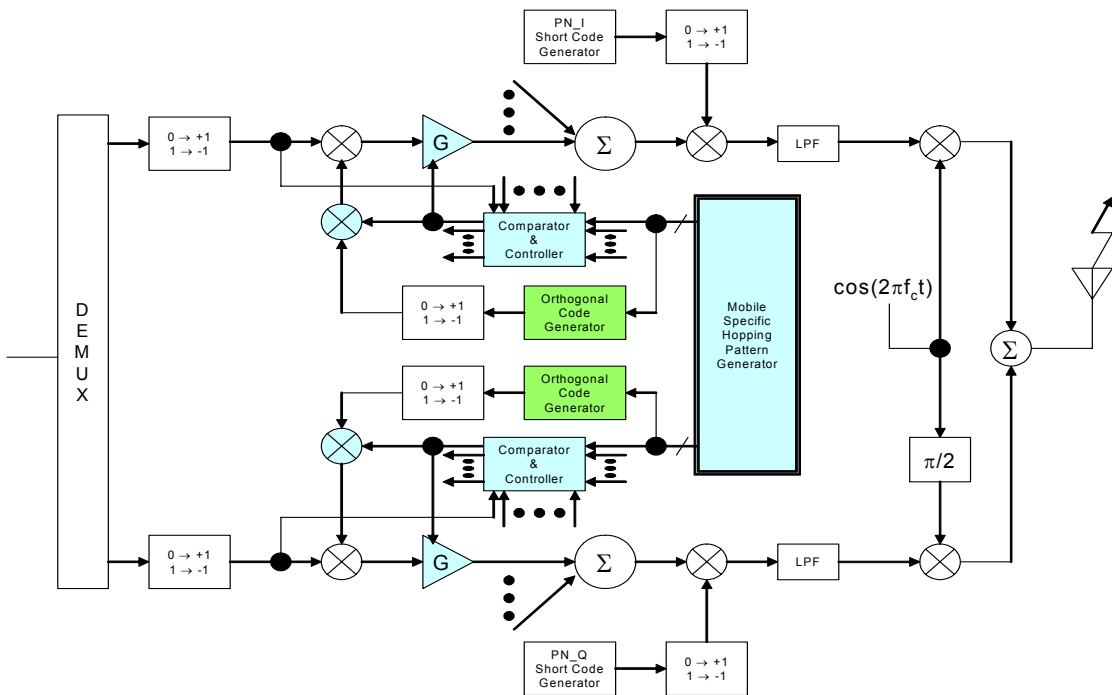 PN_I
Short Code
Generator
0 → +1
1 → -1
0 → +1
1 → -1
G
Σ
LPF
Comparator
&
Controller
0 → +1
1 → -1
Orthogonal
Code
Generator
Mobile
Specific
Hopping
Pattern
Generator
cos(2πf_ct)
D
E
M
U
X
Σ
0 → +1
1 → -1
Orthogonal
Code
Generator
Comparator
&
Controller
π/2
0 → +1
1 → -1
G
Σ
LPF
PN_Q
Short Code
Generator
0 → +1
1 → -1